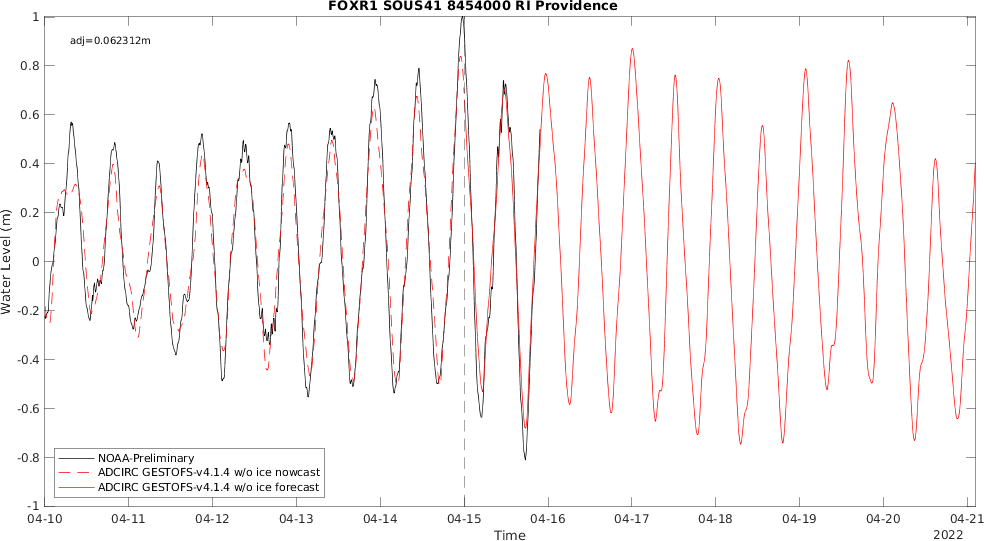 FOXR1 SOUS41 8454000 RI Providence
adj=0.062312m
Water Level (m)
1
0.8
0.6
0.4
0.2
0
-0.2
-0.4
-0.6
-0.8
-1
NOAA-Preliminary
ADCIRC GESTOFS-v4.1.4 w/o ice nowcast
ADCIRC GESTOFS-v4.1.4 w/o ice forecast
04-10 04-11 04-12 04-13 04-14 04-15 04-16 04-17 04-18 04-19 04-20 04-21
Time
2022